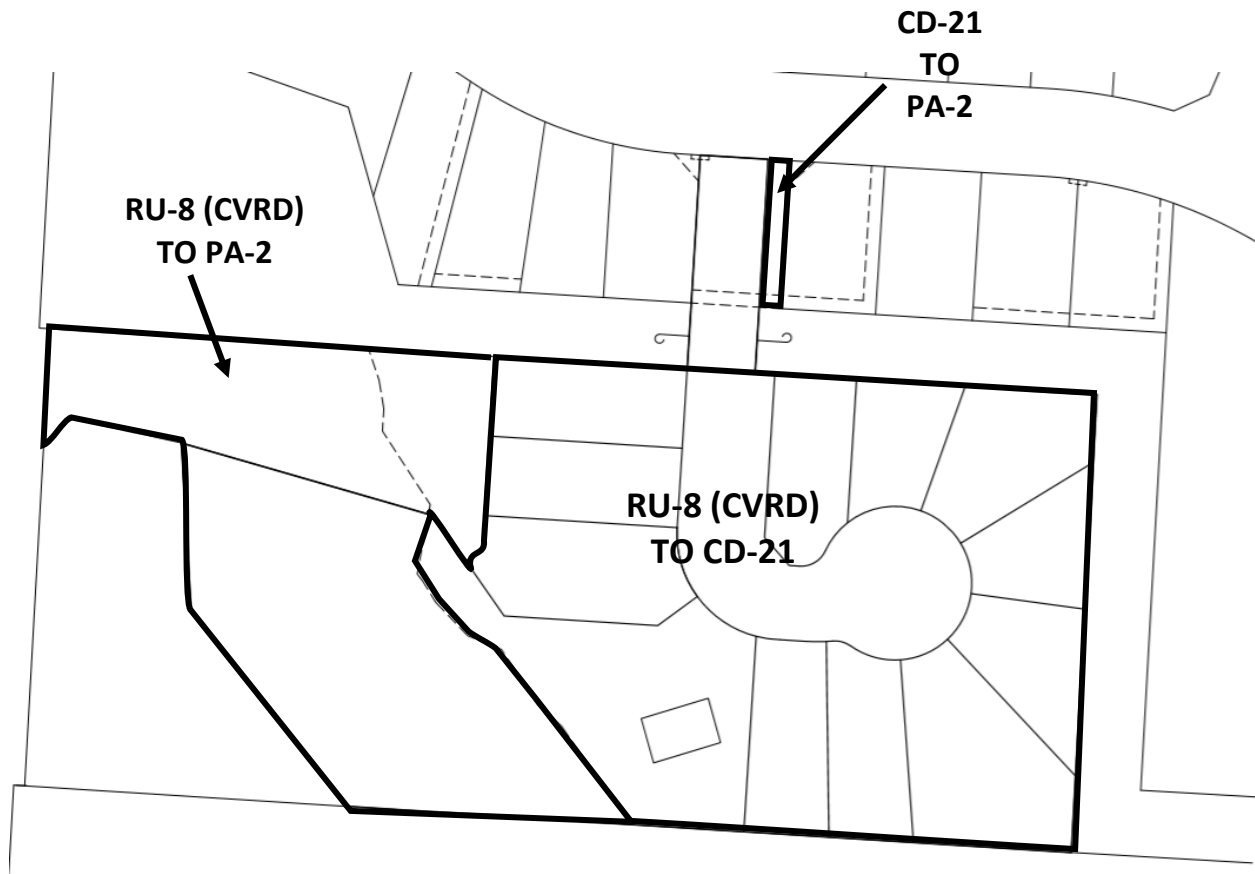 CD-21
TO
PA-2
RU-8 (CVRD)
TO PA-2
RU-8 (CVRD)
TO CD-21